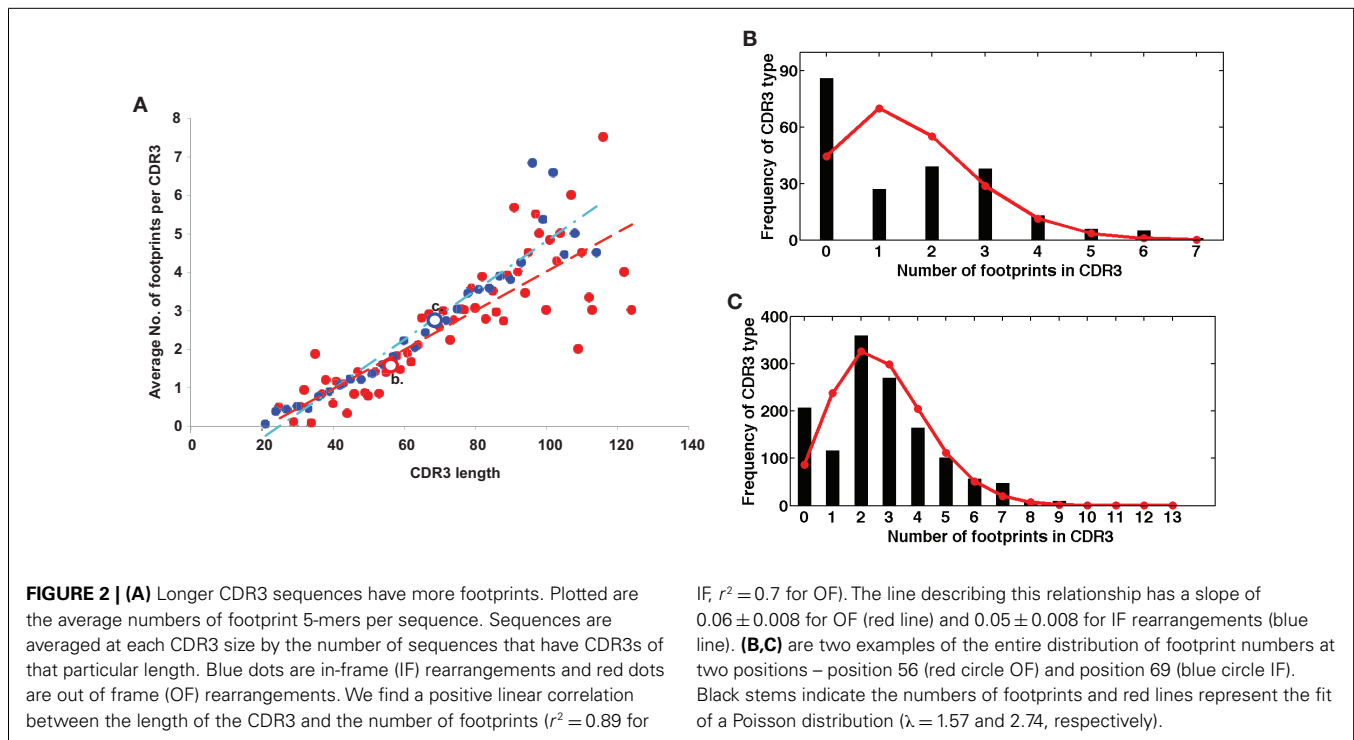 A
Average No. of footprints per CDR3
8
7
6
5
4
3
2
1
0
c.
b.
0 20 40 60 80 100 120 140
CDR3 length
B
Frequency of CDR3 type
90
60
30
0
0 1 2 3 4 5 6 7
Number of footprints in CDR3
C
Frequency of CDR3 type
400
300
200
100
0
0 1 2 3 4 5 6 7 8 9 10 11 12 13
Number of footprints in CDR3
FIGURE 2 | (A) Longer CDR3 sequences have more footprints. Plotted are
the average numbers of footprint 5-mers per sequence. Sequences are
averaged at each CDR3 size by the number of sequences that have CDR3s of
that particular length. Blue dots are in-frame (IF) rearrangements and red dots
are out of frame (OF) rearrangements. We find a positive linear correlation
between the length of the CDR3 and the number of footprints (r² = 0.89 for
IF, r² = 0.7 for OF). The line describing this relationship has a slope of
0.06 ± 0.008 for OF (red line) and 0.05 ± 0.008 for IF rearrangements (blue
line). (B,C) are two examples of the entire distribution of footprint numbers at
two positions – position 56 (red circle OF) and position 69 (blue circle IF).
Black stems indicate the numbers of footprints and red lines represent the fit
of a Poisson distribution (λ = 1.57 and 2.74, respectively).